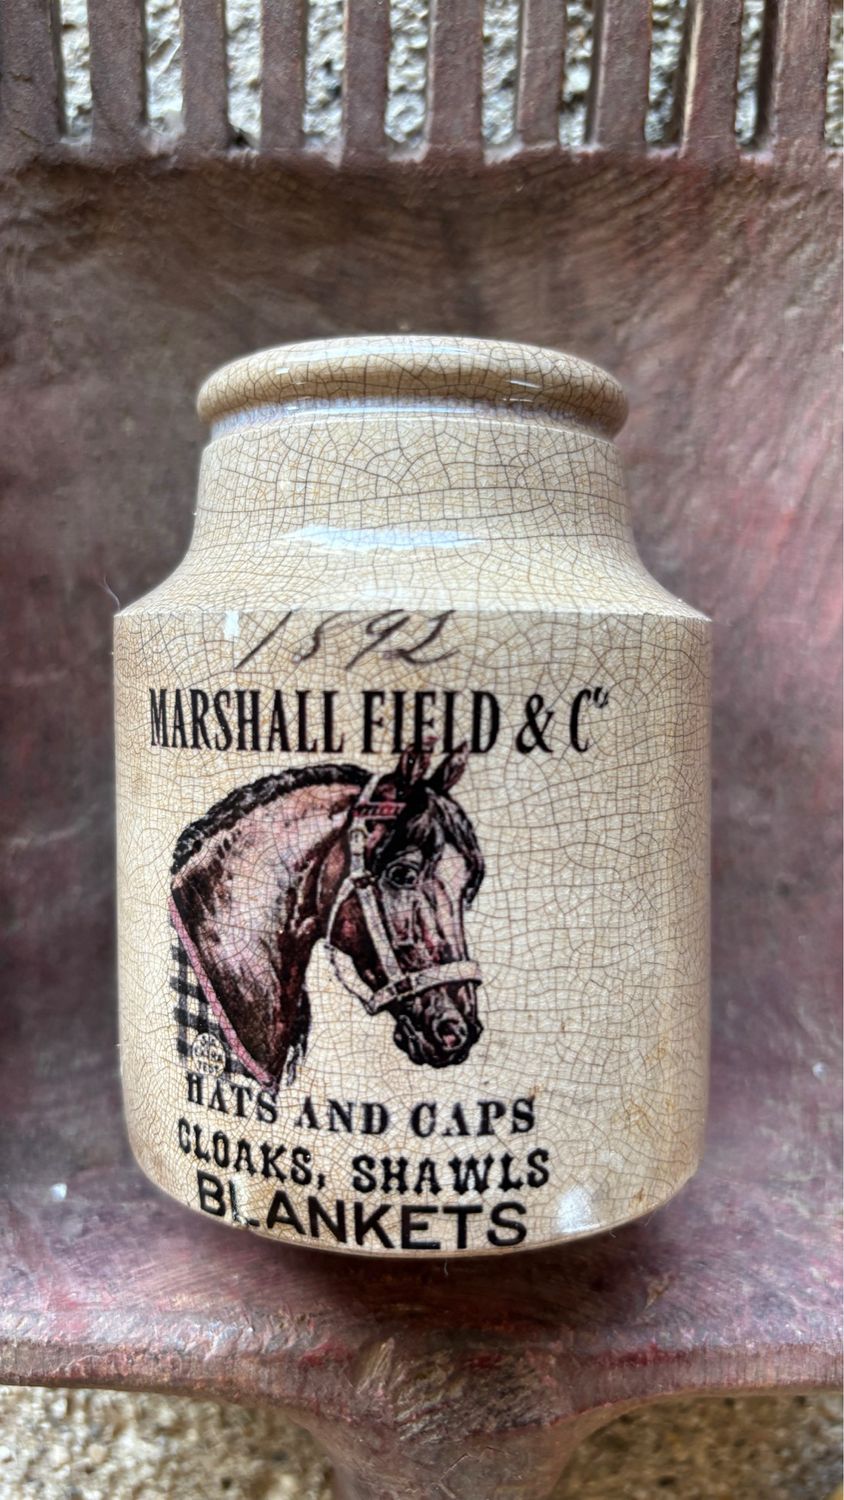 1892
MARSHALL FIELD & Cº
HATS AND CAPS
CLOAKS, SHAWLS
BLANKETS